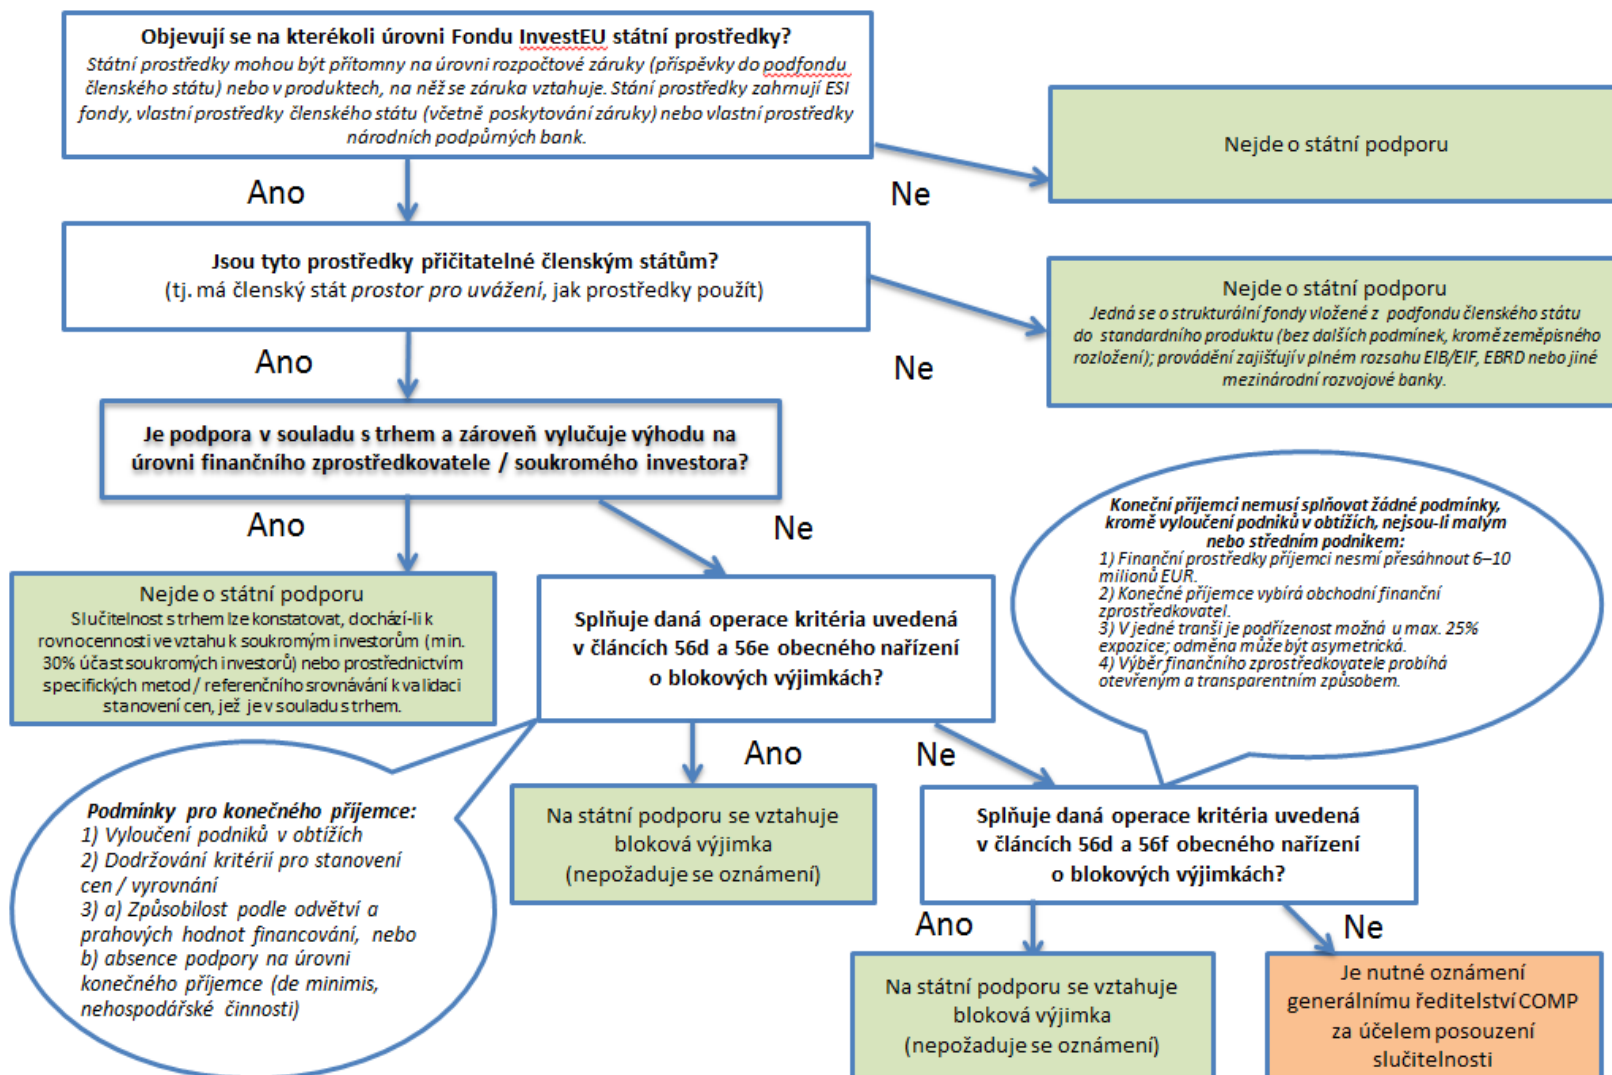 Objevují se na kterékoli úrovni Fondu InvestEU státní prostředky?
Státní prostředky mohou být přítomny na úrovni rozpočtové záruky (příspěvky do podfondu
členského státu) nebo v produktech, na něž se záruka vztahuje. Stání prostředky zahrnují ESI
fondy, vlastní prostředky členského státu (včetně poskytování záruky) nebo vlastní prostředky
národních podpůrných bank.
Ano
Ne
Nejde o státní podporu
Jsou tyto prostředky přičitatelné členským státům?
(tj. má členský stát prostor pro uvážení, jak prostředky použít)
Ano
Ne
Nejde o státní podporu
Jedná se o strukturální fondy vložené z podfondu členského státu
do standardního produktu (bez dalších podmínek, kromě zeměpisného
rozložení); provádění zajišťují v plném rozsahu EIB/EIF, EBRD nebo jiné
mezinárodní rozvojové banky.
Je podpora v souladu s trhem a zároveň vylučuje výhodu na
úrovni finančního zprostředkovatele / soukromého investora?
Ano
Ne
Nejde o státní podporu
Slučitelnost s trhem lze konstatovat, dochází-li k
rovnocennosti ve vztahu k soukromým investorům (min.
30% účast soukromých investorů) nebo prostřednictvím
specifických metod / referenčního srovnávání k validaci
stanovení cen, jež je v souladu s trhem.
Splňuje daná operace kritéria uvedená
v článcích 56d a 56e obecného nařízení
o blokových výjimkách?
Koneční příjemci nemusí splňovat žádné podmínky,
kromě vyloučení podniků v obtížích, nejsou-li malým
nebo středním podnikem:
1) Finanční prostředky příjemci nesmí přesáhnout 6–10
milionů EUR.
2) Konečné příjemce vybírá obchodní finanční
zprostředkovatel.
3) V jedné tranši je podřízenost možná u max. 25%
expozice; odměna může být asymetrická.
4) Výběr finančního zprostředkovatele probíhá
otevřeným a transparentním způsobem.
Ano
Ne
Podmínky pro konečného příjemce:
1) Vyloučení podniků v obtížích
2) Dodržování kritérií pro stanovení
cen / vyrovnání
3) a) Způsobilost podle odvětví a
prahových hodnot financování, nebo
b) absence podpory na úrovni
konečného příjemce (de minimis,
nehospodářské činnosti)
Na státní podporu se vztahuje
bloková výjimka
(nepožaduje se oznámení)
Splňuje daná operace kritéria uvedená
v článcích 56d a 56f obecného nařízení
o blokových výjimkách?
Ano
Ne
Na státní podporu se vztahuje
bloková výjimka
(nepožaduje se oznámení)
Je nutné oznámení
generálnímu ředitelství COMP
za účelem posouzení
slučitelnosti